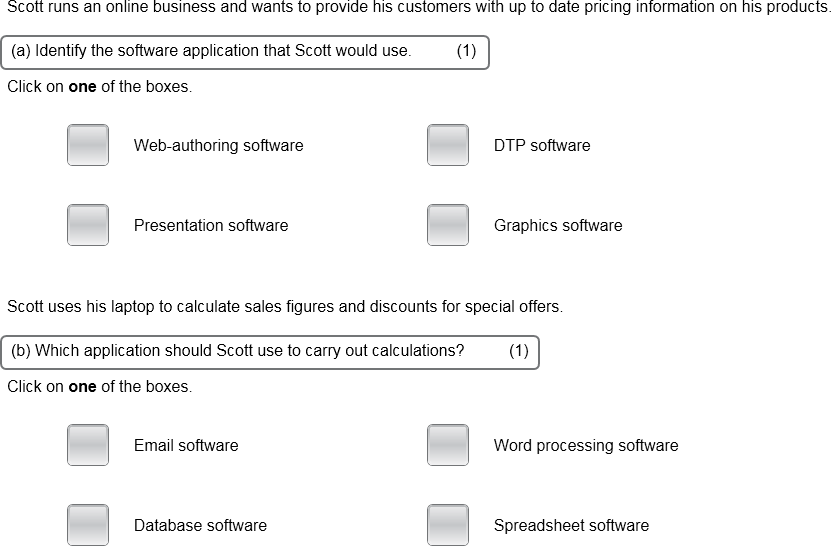 Scott runs an online business and wants to provide his customers with up to date pricing information on his products.
(a) Identify the software application that Scott would use. (1)
Click on one of the boxes.
Web-authoring software DTP software
Presentation software Graphics software
Scott uses his laptop to calculate sales figures and discounts for special offers.
(b) Which application should Scott use to carry out calculations? (1)
Click on one of the boxes.
Email software Word processing software
Database software Spreadsheet software